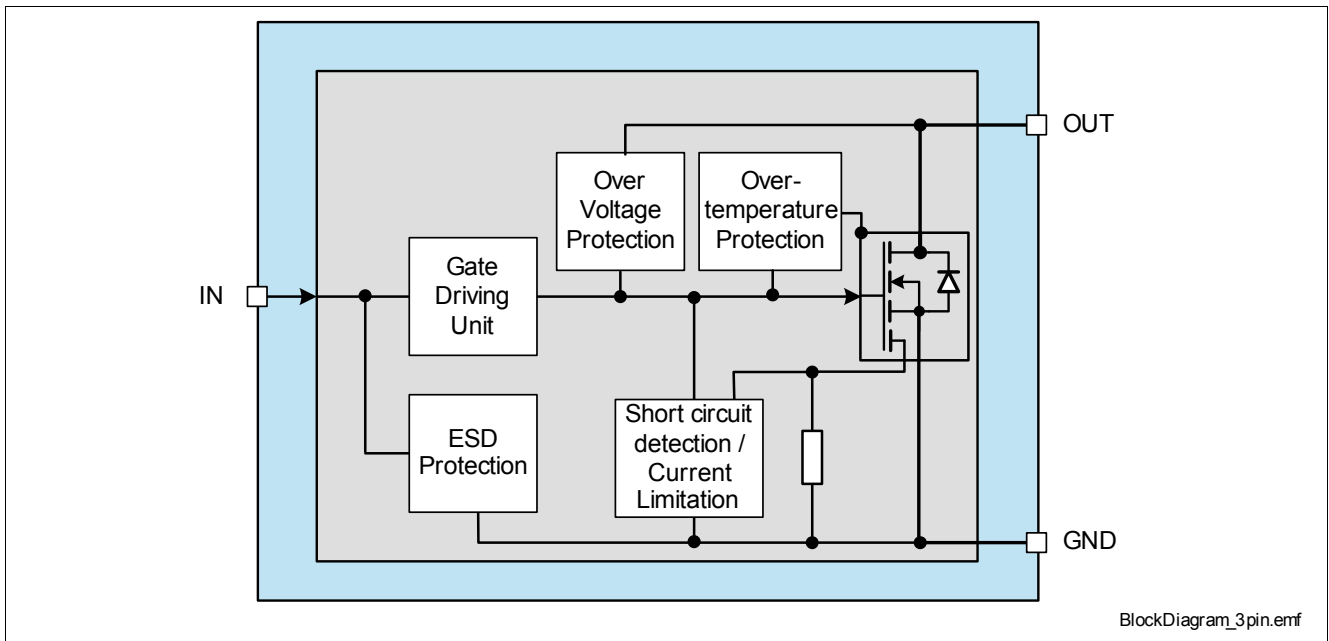 OUT
Over
Voltage
Protection
Over-
temperature
Protection
Gate
Driving
Unit
IN
ESD
Protection
Short circuit
detection /
Current
Limitation
GND
BlockDiagram_3pin.emf